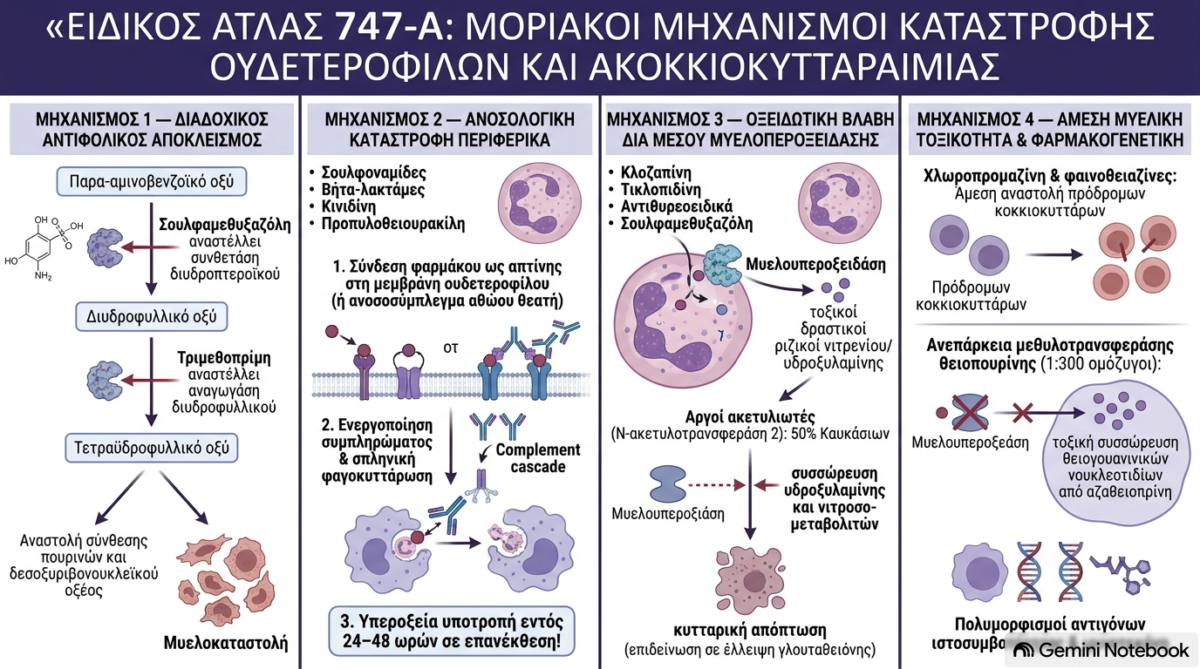 «ΕΙΔΙΚΟΣ ΑΤΛΑΣ 747-Α: ΜΟΡΙΑΚΟΙ ΜΗΧΑΝΙΣΜΟΙ ΚΑΤΑΣΤΡΟΦΗΣ
ΟΥΔΕΤΕΡΟΦΙΛΩΝ ΚΑΙ ΑΚΟΚΚΙΟΚΥΤΤΑΡΑΙΜΙΑΣ
ΜΗΧΑΝΙΣΜΟΣ 1 — ΔΙΑΔΟΧΙΚΟΣ
ΑΝΤΙΦΟΛΙΚΟΣ ΑΠΟΚΛΕΙΣΜΟΣ
Παρα-αμινοβενζοϊκό οξύ
Σουλφαμεθυξαζόλη
αναστέλλει
συνθετάση
διυδροπτεροϊκού
OH
S
O
O
OH
OH
NH₂
Διυδροφυλλικό οξύ
Τριμεθοπρίμη
αναστέλλει
αναγωγάση
διυδροφυλλικού
Τετραϋδροφυλλικό οξύ
Αναστολή σύνθεσης
πουρινών και
δεσοξυριβονουκλεϊκού
οξέος
Μυελοκαταστολή
ΜΗΧΑΝΙΣΜΟΣ 2 — ΑΝΟΣΟΛΟΓΙΚΗ
ΚΑΤΑΣΤΡΟΦΗ ΠΕΡΙΦΕΡΙΚΑ
• Σουλφοναμίδες
• Βήτα-λακτάμες
• Κινιδίνη
• Προπυλοθειουρακίλη
1. Σύνδεση φαρμάκου ως απτίνης
στη μεμβράνη ουδετεροφίλου
(ή ανοσοσύμπλεγμα αθώου θεατή)
οτ
2. Ενεργοποίηση
συμπληρώματος
& σπληνική
φαγοκυττάρωση
Complement
cascade
3. Υπεροξεία υποτροπή εντός
24–48 ωρών σε επανέκθεση!
ΜΗΧΑΝΙΣΜΟΣ 3 — ΟΞΕΙΔΩΤΙΚΗ ΒΛΑΒΗ
ΔΙΑ ΜΕΣΟΥ ΜΥΕΛΟΠΕΡΟΞΕΙΔΑΣΗΣ
• Κλοζαπίνη
• Τικλοπιδίνη
• Αντιθυρεοειδικά
• Σουλφαμεθυξαζόλη
Μυελουπεροξειδάση
τοξικοί
δραστικοί
ριζικοί νιτρενίου/
υδροξυλαμίνης
Αργοί ακετυλιωτές
(Ν-ακετυλοτρανσφεράση 2): 50% Καυκάσιων
Μυελουπεροξιάση
συσσώρευση
υδροξυλαμίνης
και νιτροσο-
μεταβολιτών
κυτταρική απόπτωση
(επιδείνωση σε έλλειψη γλουταθειόνης)
ΜΗΧΑΝΙΣΜΟΣ 4 — ΑΜΕΣΗ ΜΥΕΛΙΚΗ
ΤΟΞΙΚΟΤΗΤΑ & ΦΑΡΜΑΚΟΓΕΝΕΤΙΚΗ
Χλωροπρομαζίνη & φαινοθειαζίνες:
Άμεση αναστολή πρόδρομων
κοκκιοκυττάρων
Πρόδρομων
κοκκιοκυττάρων
Ανεπάρκεια μεθυλοτρανσφεράσης
θειοπουρίνης (1:300 ομόζυγοι):
Μυελουπεροξεάση
τοξική συσσώρευση
θειογουανινικών
νουκλεοτιδίων
από αζαθειοπρίνη
Πολυμορφισμοί αντιγόνων
Gemini Notebook